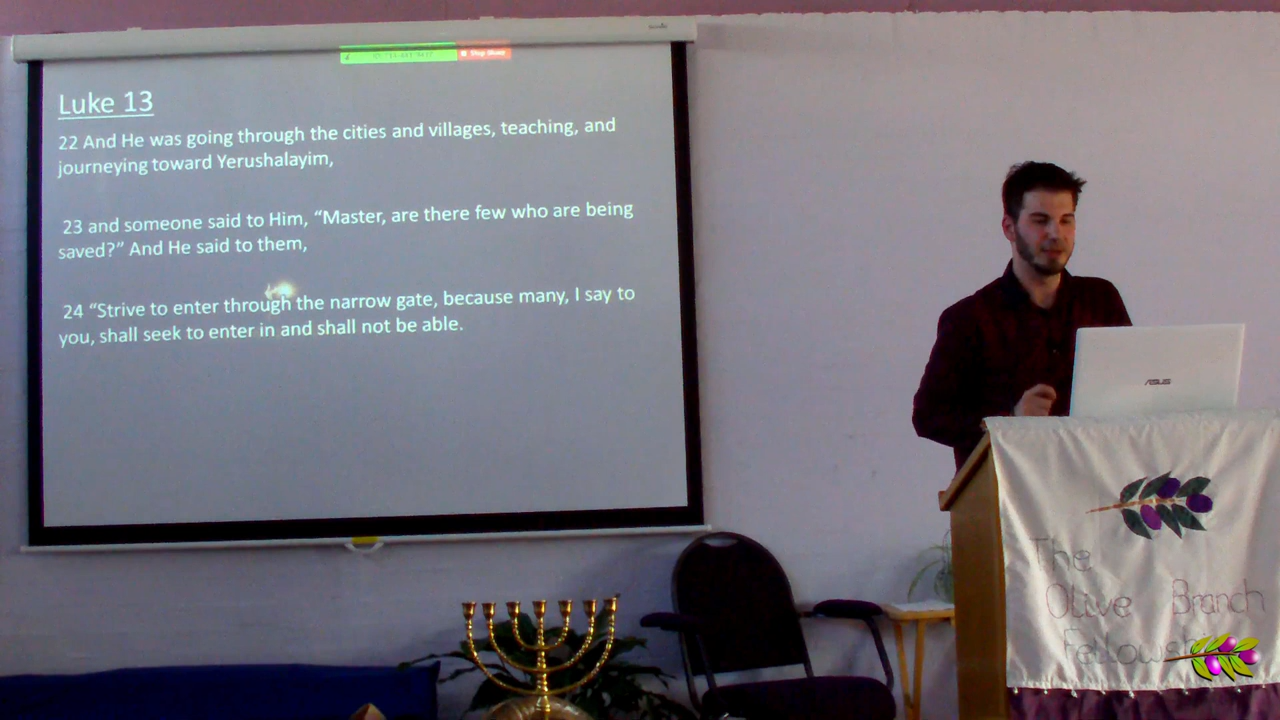 Stop Share
Luke 13
22 And He was going through the cities and villages, teaching, and
journeying toward Yerushalayim,
23 and someone said to Him, “Master, are there few who are being
saved?” And He said to them,
24 “Strive to enter through the narrow gate, because many, I say to
you, shall seek to enter in and shall not be able.
ASUS
The
Olive Branch
Fellows